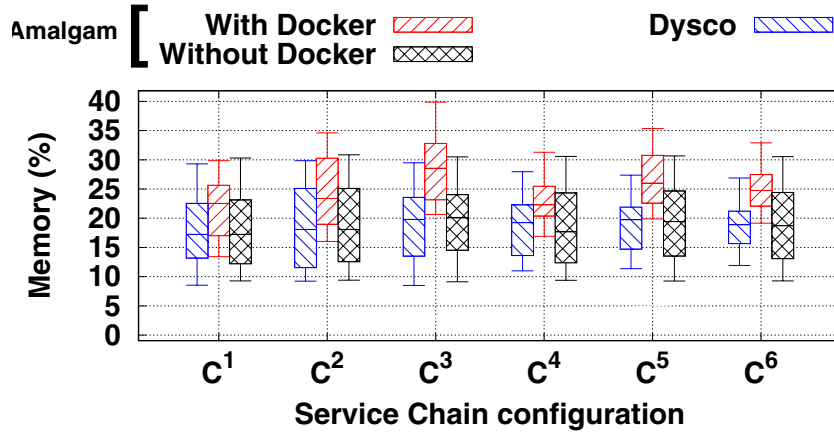 Amalgam [ With Docker Dysco
Without Docker
Memory (%)
40
35
30
25
20
15
10
5
0
C¹ C² C³ C⁴ C⁵ C⁶
Service Chain configuration